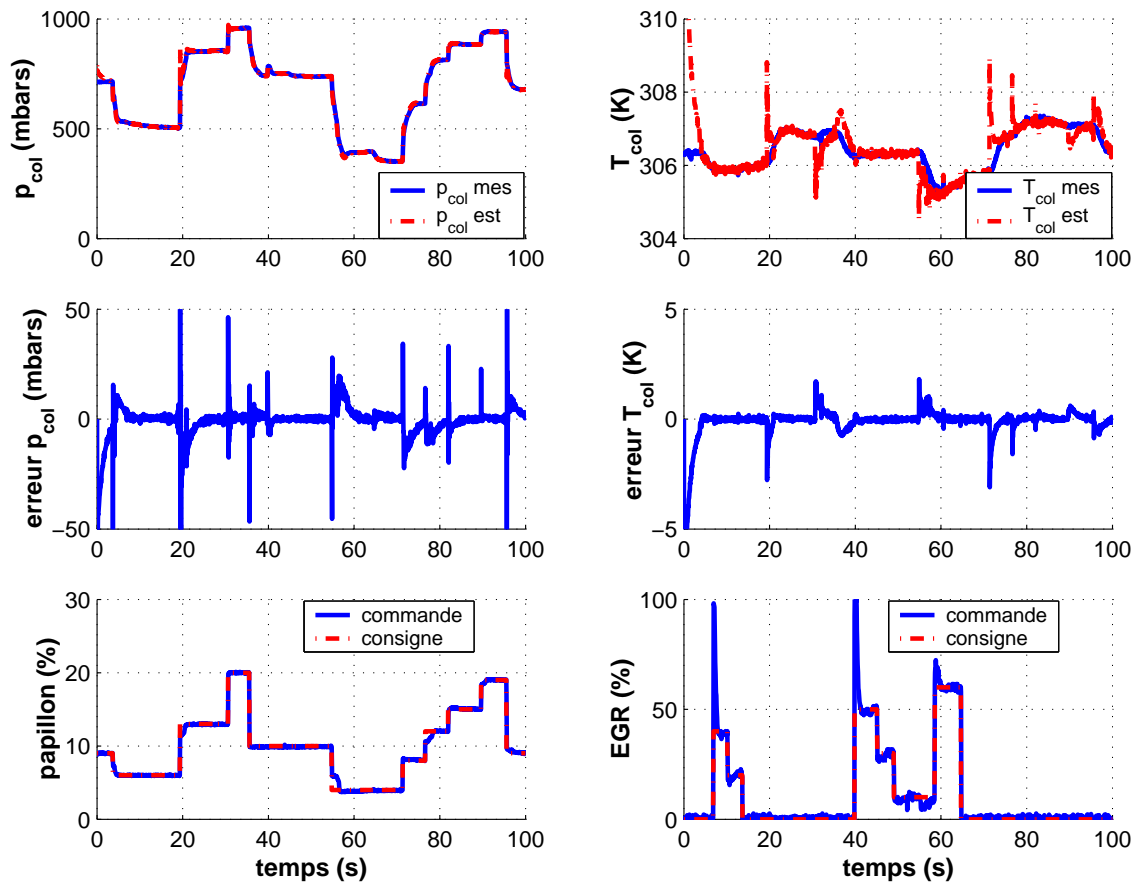 1000
500
0
p_col (mbars)
p_col mes
p_col est
0 20 40 60 80 100
310
308
306
304
T_col (K)
T_col mes
T_col est
0 20 40 60 80 100
50
0
−50
erreur p_col (mbars)
0 20 40 60 80 100
5
0
−5
erreur T_col (K)
0 20 40 60 80 100
30
20
10
0
papillon (%)
commande
consigne
0 20 40 60 80 100
temps (s)
100
50
0
EGR (%)
commande
consigne
0 20 40 60 80 100
temps (s)